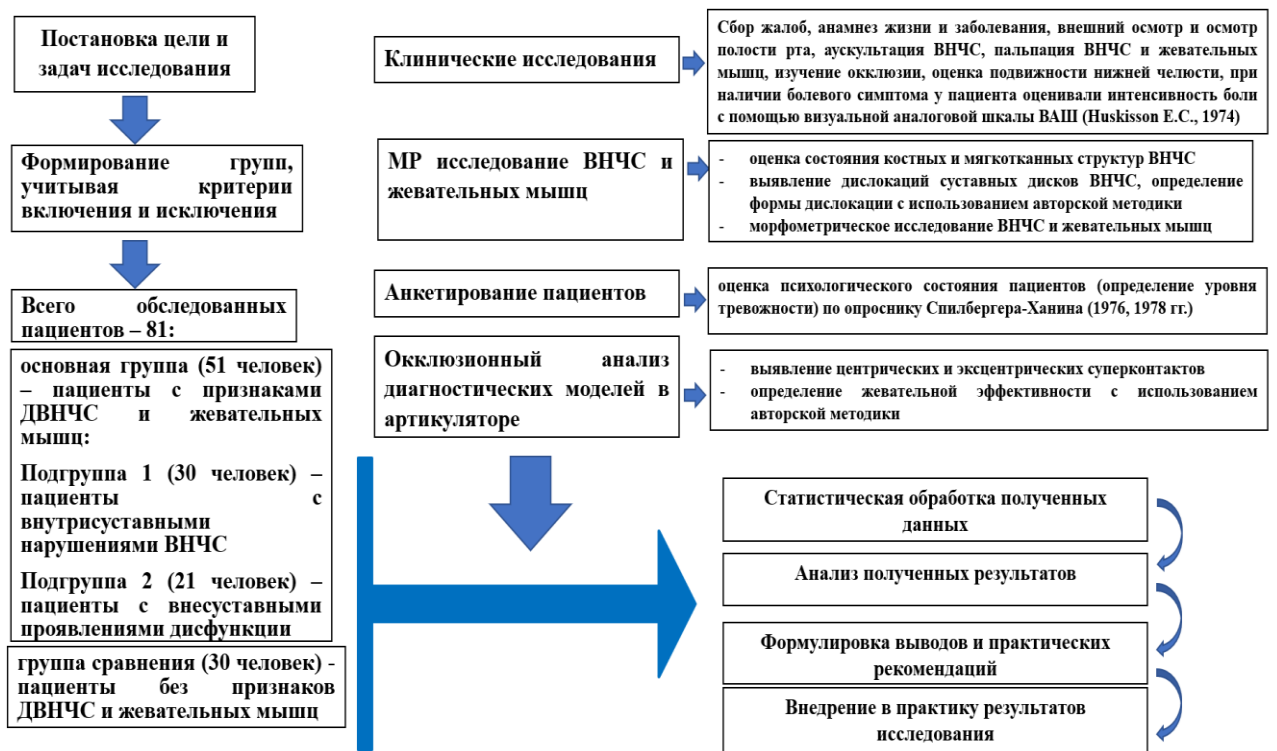 Постановка цели и
задач исследования
Формирование групп,
учитывая критерии
включения и исключения
Всего обследованных
пациентов – 81:
основная группа (51 человек)
– пациенты с признаками
ДВНЧС и жевательных
мышц:
Подгруппа 1 (30 человек) –
пациенты с
внутрисуставными
нарушениями ВНЧС
Подгруппа 2 (21 человек) –
пациенты с внесуставными
проявлениями дисфункции
группа сравнения (30 человек) -
пациенты без признаков
ДВНЧС и жевательных мышц
Клинические исследования
Сбор жалоб, анамнез жизни и заболевания, внешний осмотр и осмотр
полости рта, аускультация ВНЧС, пальпация ВНЧС и жевательных
мышц, изучение окклюзии, оценка подвижности нижней челюсти, при
наличии болевого симптома у пациента оценивали интенсивность боли
с помощью визуальной аналоговой шкалы ВАШ (Huskisson E.C., 1974)
МР исследование ВНЧС и
жевательных мышц
- оценка состояния костных и мягкотканных структур ВНЧС
- выявление дислокаций суставных дисков ВНЧС, определение
формы дислокации с использованием авторской методики
- морфометрическое исследование ВНЧС и жевательных мышц
Анкетирование пациентов
оценка психологического состояния пациентов (определение уровня
тревожности) по опроснику Спилбергера-Ханина (1976, 1978 гг.)
Окклюзионный анализ
диагностических моделей в
артикуляторе
- выявление центрических и эксцентрических суперконтактов
- определение жевательной эффективности с использованием
авторской методики
Статистическая обработка полученных
данных
Анализ полученных результатов
Формулировка выводов и практических
рекомендаций
Внедрение в практику результатов
исследования